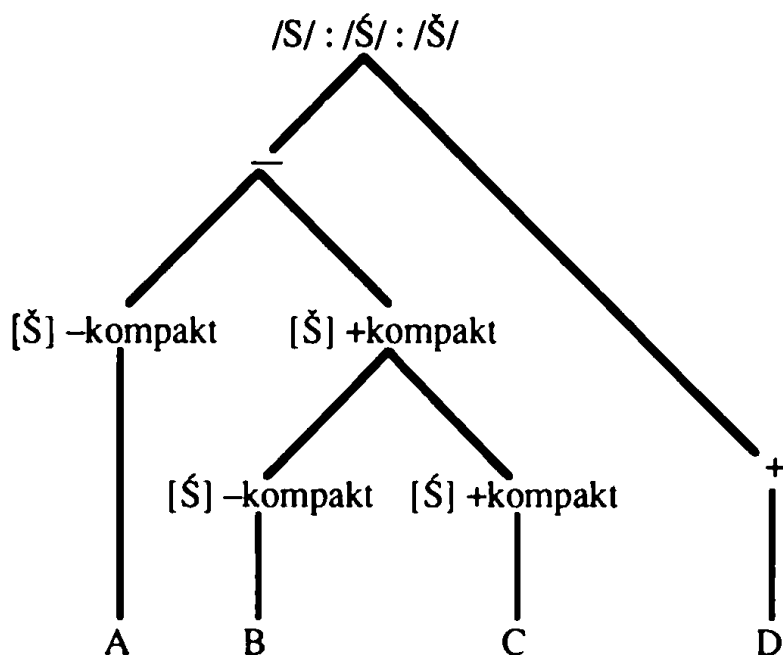 /S/ : /Ś/ : /Š/
–
[Š] –kompakt [Š] +kompakt
+
[Ś] –kompakt [Ś] +kompakt
A B C D